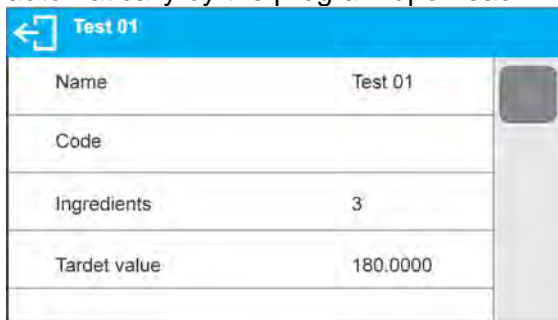 Test 01
Name Test 01
Code
Ingredients 3
Tardet value 180.0000